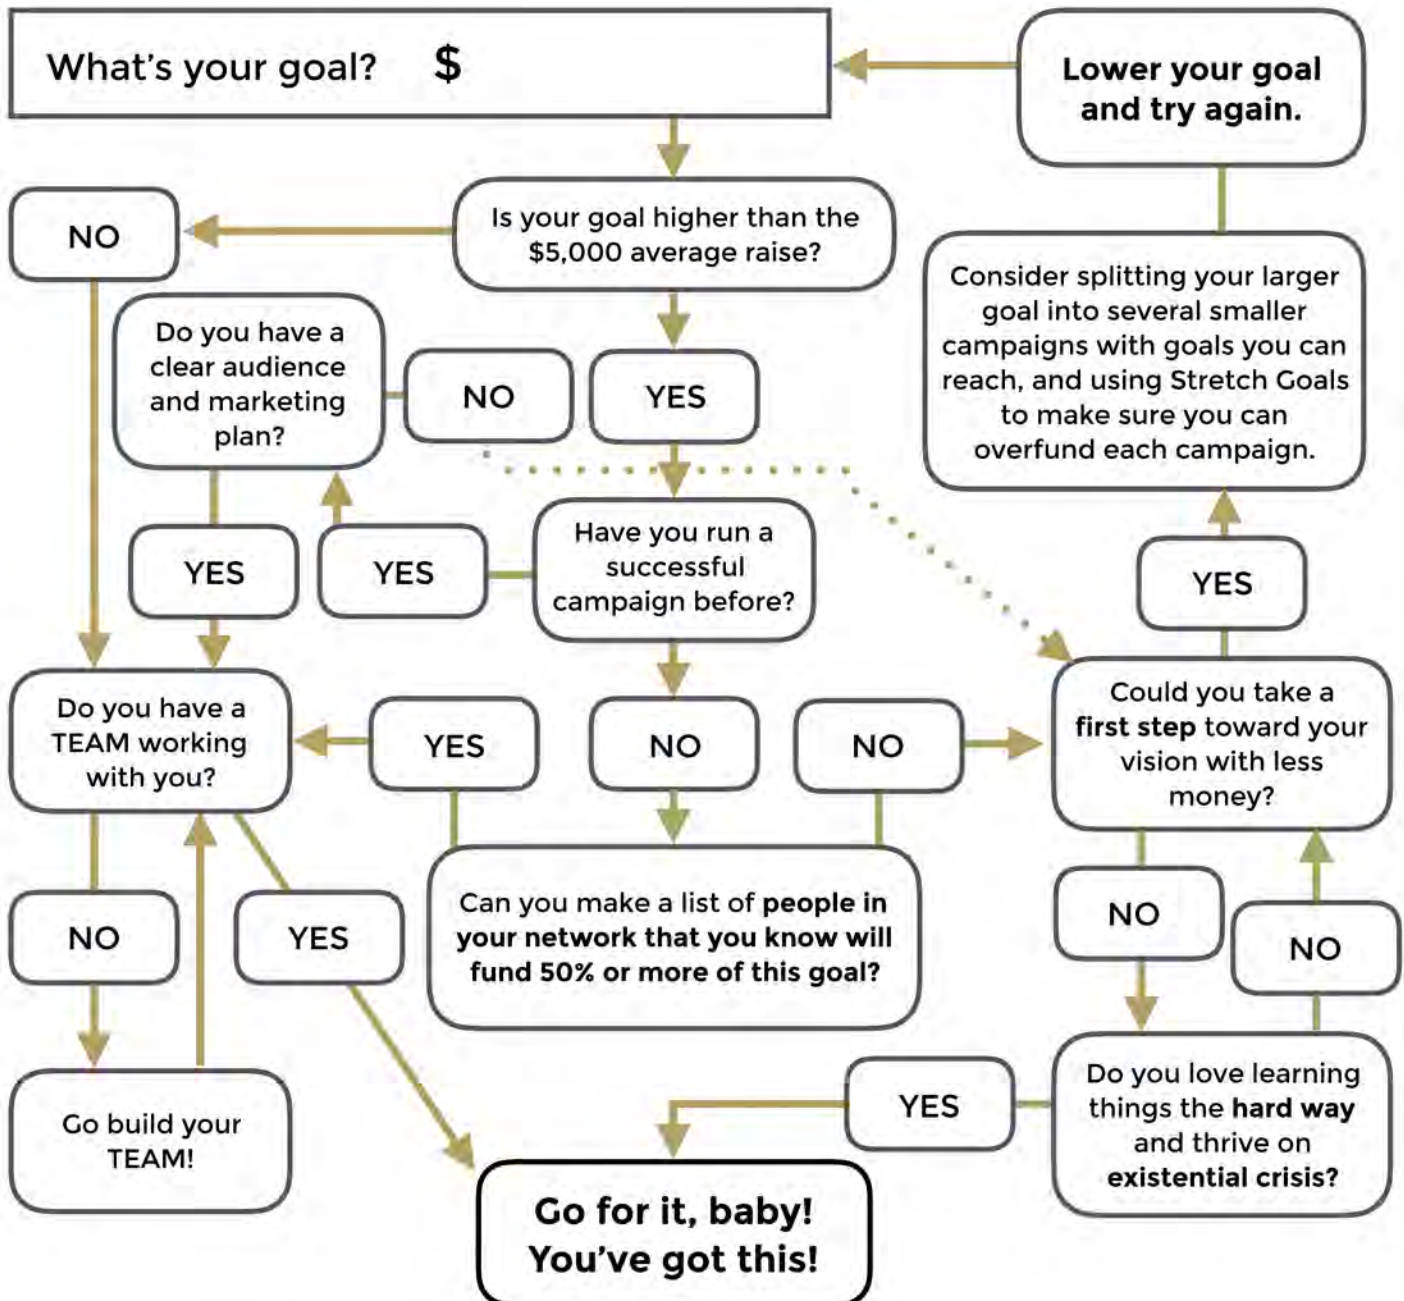 What's your goal? $
Lower your goal
and try again.
Is your goal higher than the
$5,000 average raise?
NO
Consider splitting your larger
goal into several smaller
campaigns with goals you can
reach, and using Stretch Goals
to make sure you can
overfund each campaign.
Do you have a
clear audience
and marketing
plan?
NO
YES
Have you run a
successful
campaign before?
YES
YES
YES
Do you have a
TEAM working
with you?
YES
NO
NO
Could you take a
first step toward your
vision with less
money?
Can you make a list of people in
your network that you know will
fund 50% or more of this goal?
NO
YES
NO
NO
Go build your
TEAM!
YES
Do you love learning
things the hard way
and thrive on
existential crisis?
Go for it, baby!
You've got this!